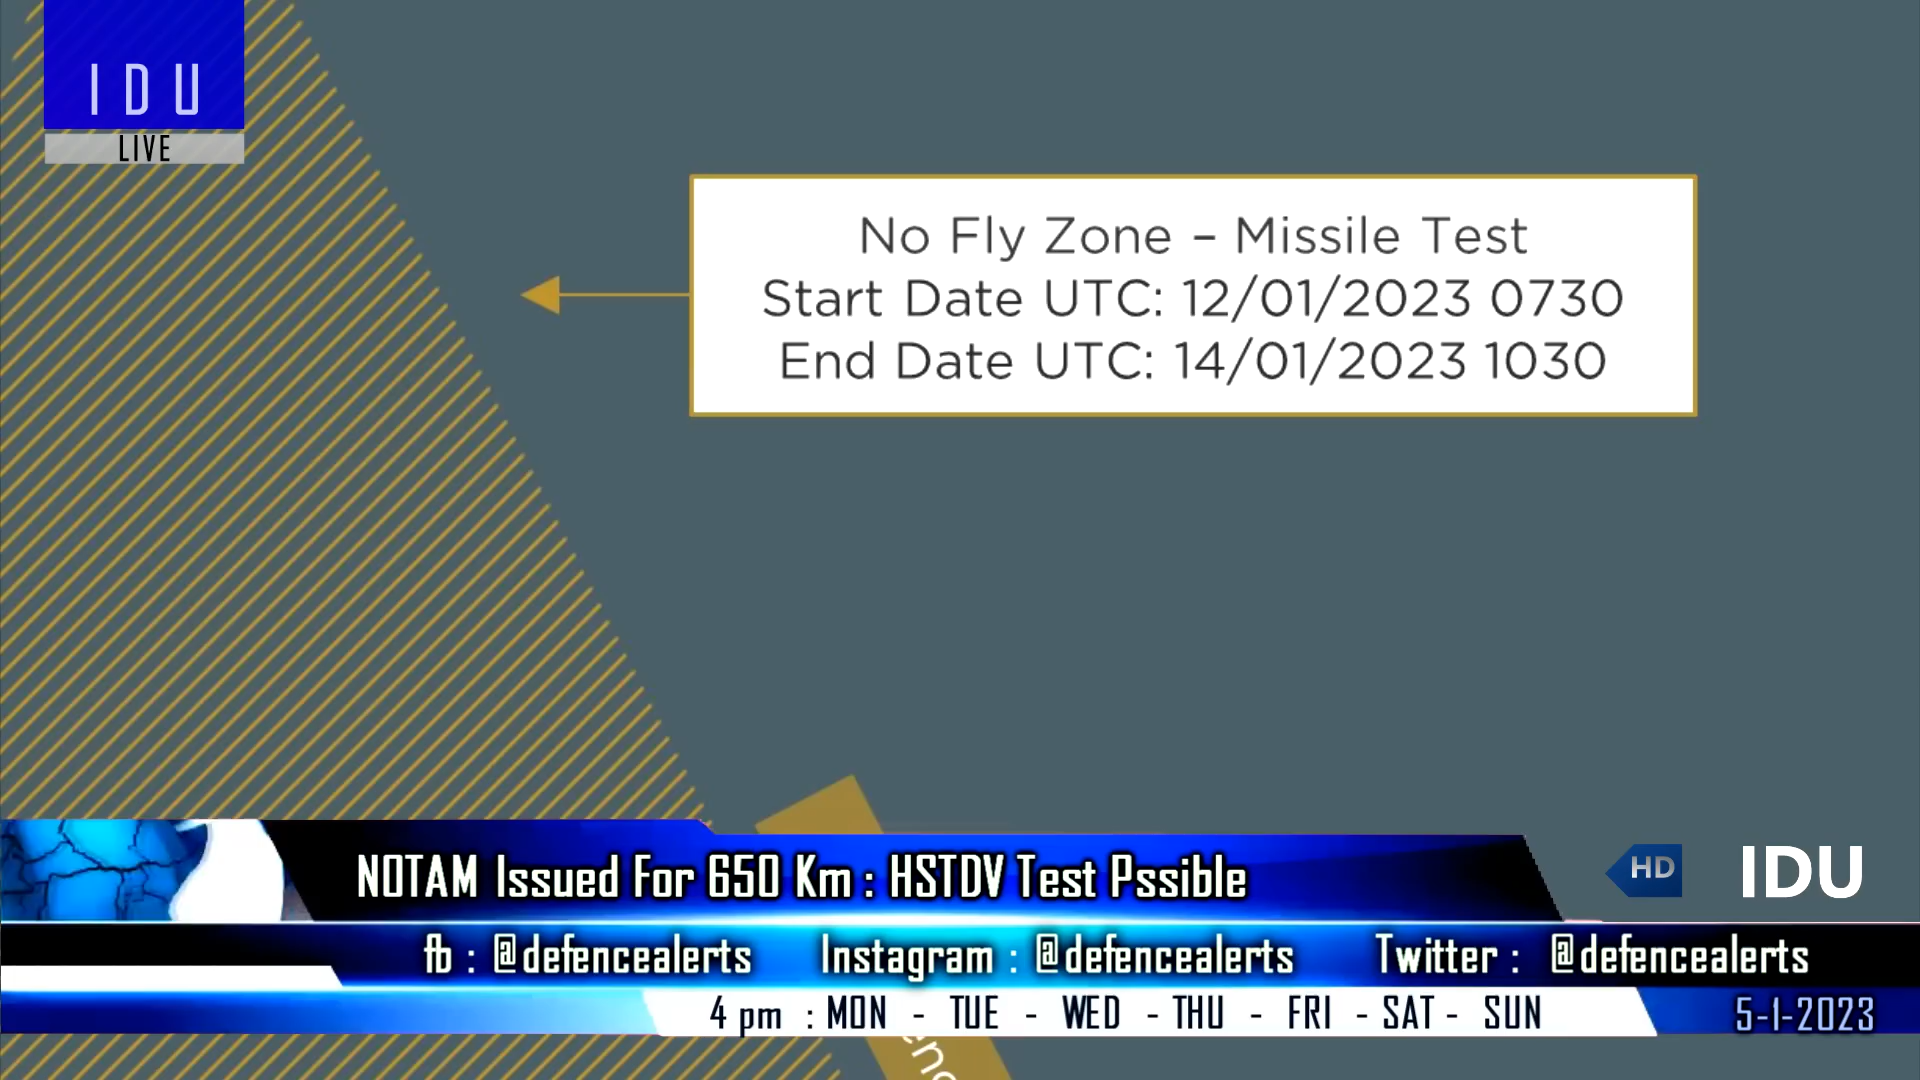 IDU
LIVE
No Fly Zone – Missile Test
Start Date UTC: 12/01/2023 0730
End Date UTC: 14/01/2023 1030
NOTAM Issued For 650 Km : HSTDV Test Pssible
HD
IDU
fb : @defencealerts Instagram : @defencealerts Twitter : @defencealerts
4 pm : MON - TUE - WED - THU - FRI - SAT - SUN
5-1-2023